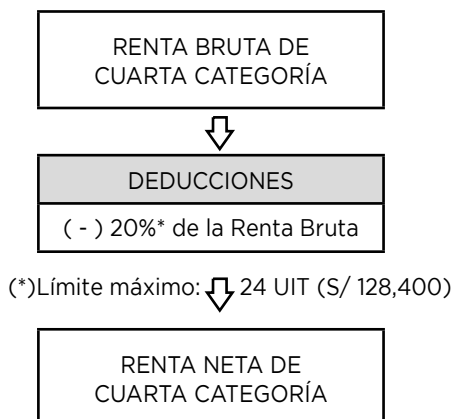 RENTA BRUTA DE
CUARTA CATEGORÍA
DEDUCCIONES
( - ) 20%* de la Renta Bruta
(*)Límite máximo: 24 UIT (S/ 128,400)
RENTA NETA DE
CUARTA CATEGORÍA